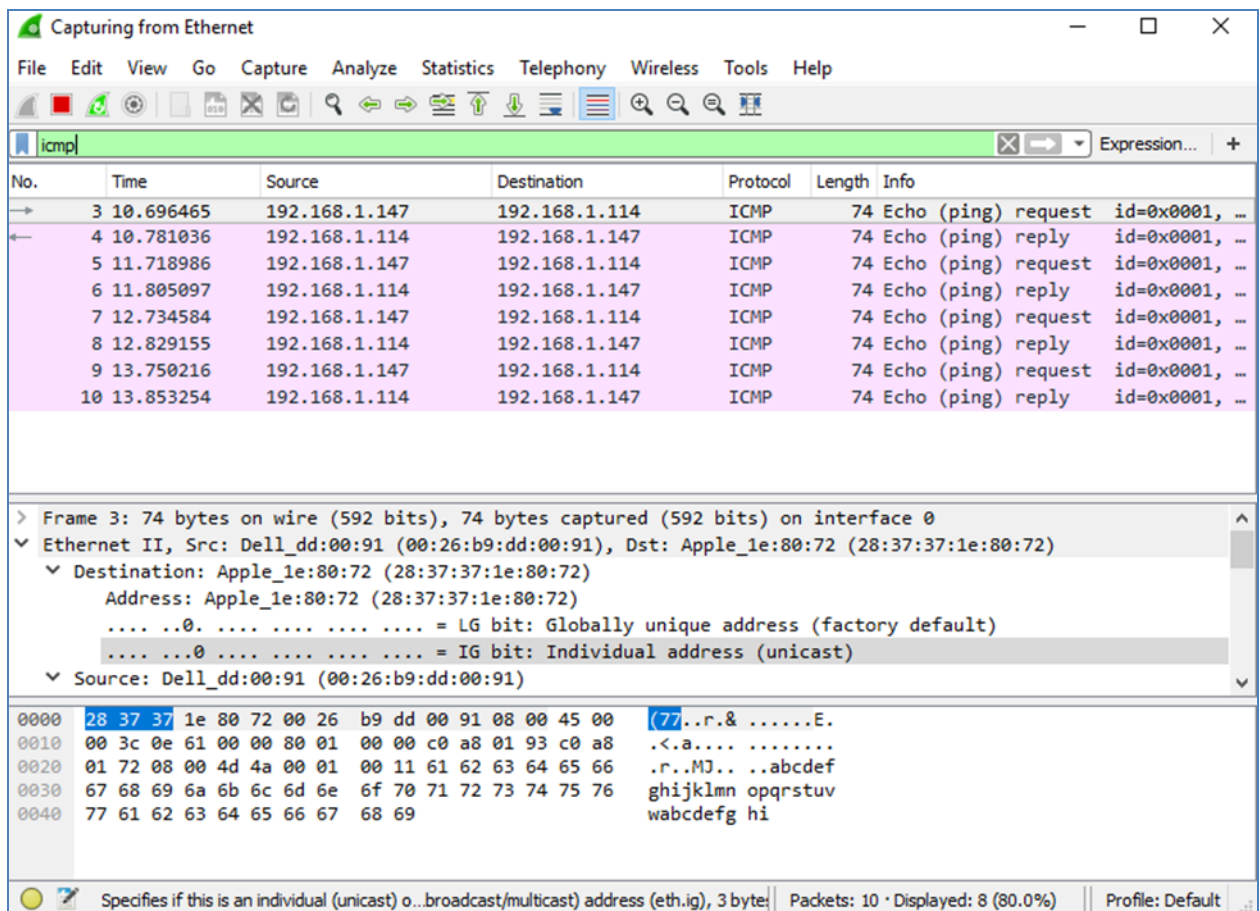 Capturing from Ethernet
File Edit View Go Capture Analyze Statistics Telephony Wireless Tools Help
icmp Expression... +
No. Time Source Destination Protocol Length Info
3 10.696465 192.168.1.147 192.168.1.114 ICMP 74 Echo (ping) request id=0x0001, …
4 10.781036 192.168.1.114 192.168.1.147 ICMP 74 Echo (ping) reply id=0x0001, …
5 11.718986 192.168.1.147 192.168.1.114 ICMP 74 Echo (ping) request id=0x0001, …
6 11.805097 192.168.1.114 192.168.1.147 ICMP 74 Echo (ping) reply id=0x0001, …
7 12.734584 192.168.1.147 192.168.1.114 ICMP 74 Echo (ping) request id=0x0001, …
8 12.829155 192.168.1.114 192.168.1.147 ICMP 74 Echo (ping) reply id=0x0001, …
9 13.750216 192.168.1.147 192.168.1.114 ICMP 74 Echo (ping) request id=0x0001, …
10 13.853254 192.168.1.114 192.168.1.147 ICMP 74 Echo (ping) reply id=0x0001, …
Frame 3: 74 bytes on wire (592 bits), 74 bytes captured (592 bits) on interface 0
Ethernet II, Src: Dell_dd:00:91 (00:26:b9:dd:00:91), Dst: Apple_1e:80:72 (28:37:37:1e:80:72)
Destination: Apple_1e:80:72 (28:37:37:1e:80:72)
Address: Apple_1e:80:72 (28:37:37:1e:80:72)
.... ..0. .... .... .... .... = LG bit: Globally unique address (factory default)
.... ...0 .... .... .... .... = IG bit: Individual address (unicast)
Source: Dell_dd:00:91 (00:26:b9:dd:00:91)
0000 28 37 37 1e 80 72 00 26 b9 dd 00 91 08 00 45 00 (77..r.& ......E.
0010 00 3c 0e 61 00 00 80 01 00 00 c0 a8 01 93 c0 a8 .<.a.... ........
0020 01 72 08 00 4d 4a 00 01 00 11 61 62 63 64 65 66 .r..MJ.. ..abcdef
0030 67 68 69 6a 6b 6c 6d 6e 6f 70 71 72 73 74 75 76 ghijklmn opqrstuv
0040 77 61 62 63 64 65 66 67 68 69 wabcdefg hi
Specifies if this is an individual (unicast) o…broadcast/multicast) address (eth.ig), 3 bytes Packets: 10 · Displayed: 8 (80.0%) Profile: Default